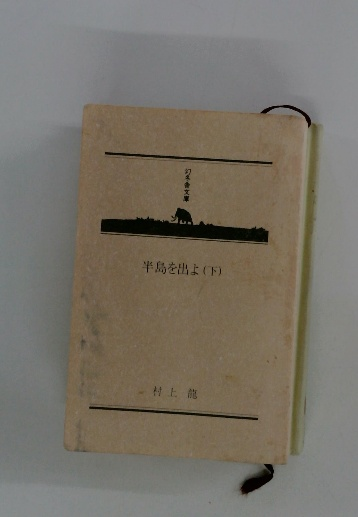 幻冬舎文庫
半島を出よ(下)
村上 龍